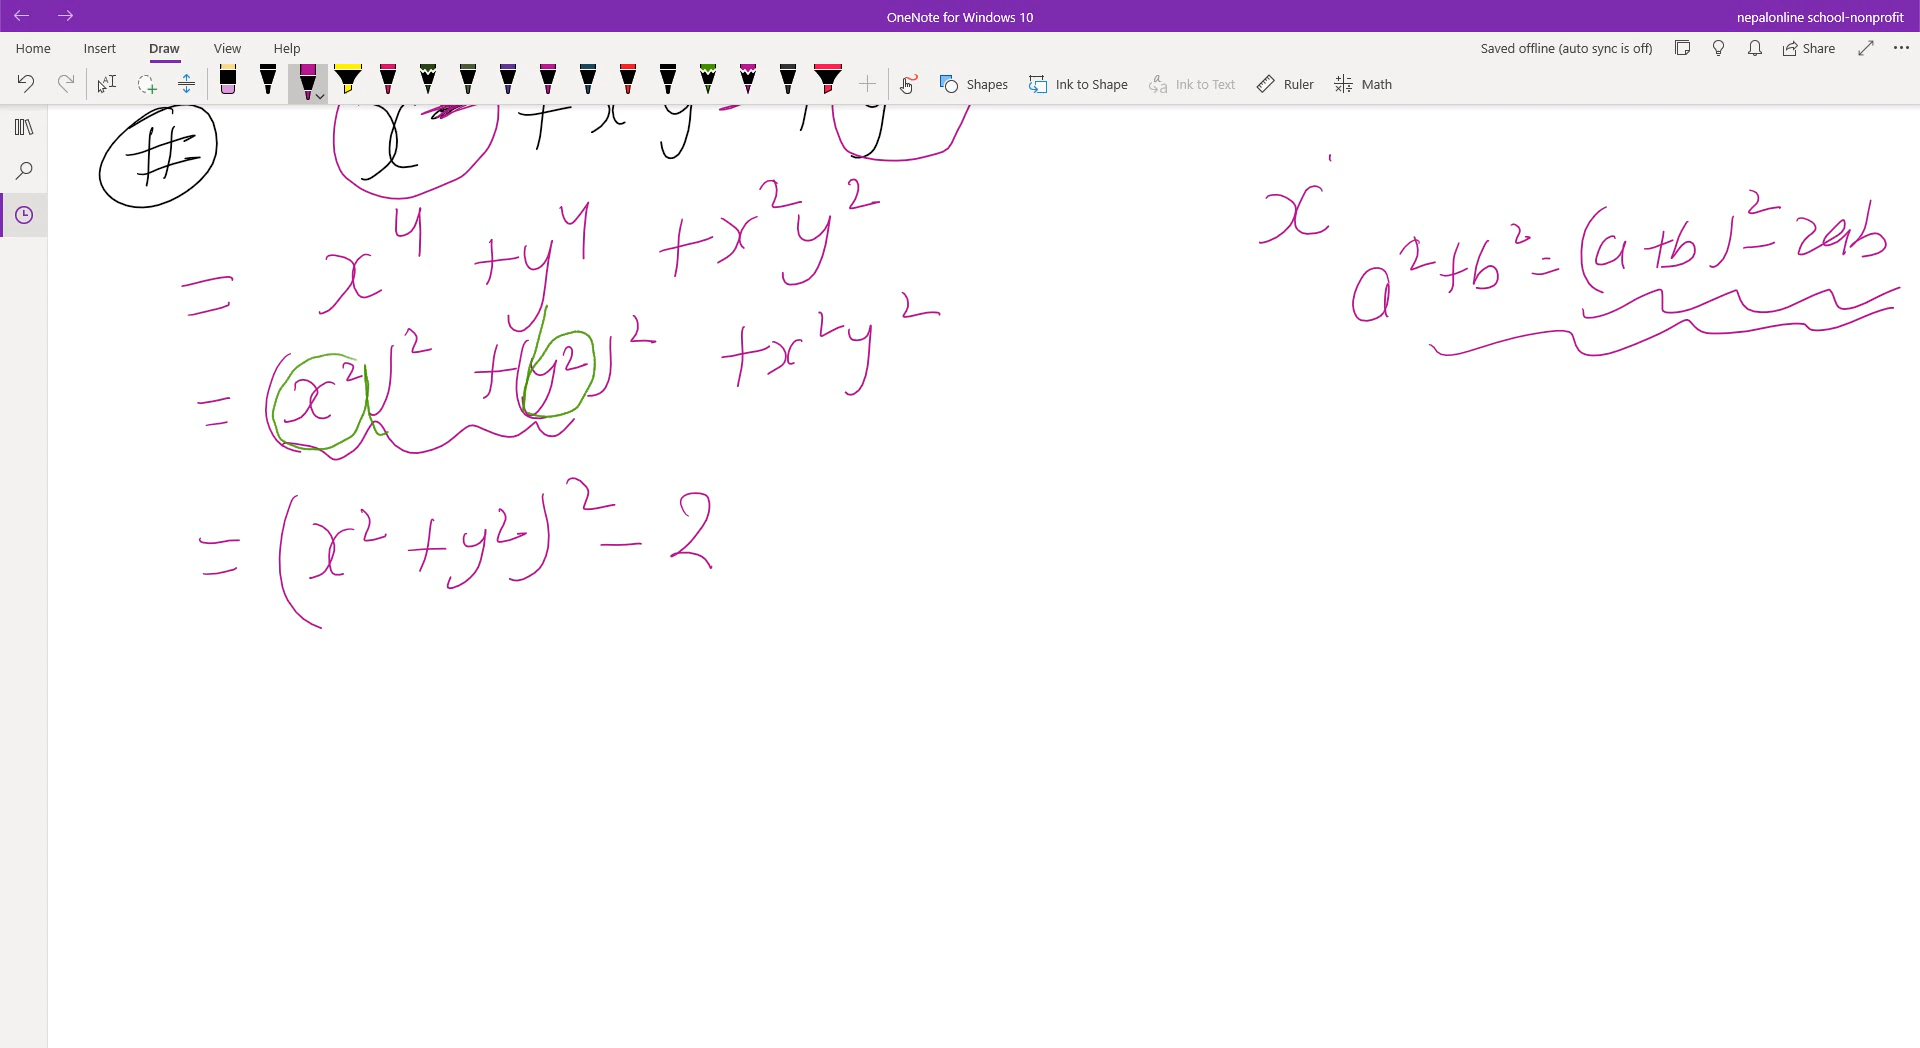 OneNote for Windows 10
nepalonline school-nonprofit
Home Insert Draw View Help
Saved offline (auto sync is off) Share
Shapes Ink to Shape Ink to Text Ruler Math
#
= x⁴ + y⁴ + x²y²
x
a² + b² = (a + b)² - 2ab
= (x²)² + (y²)² + x²y²
= (x² + y²)² - 2